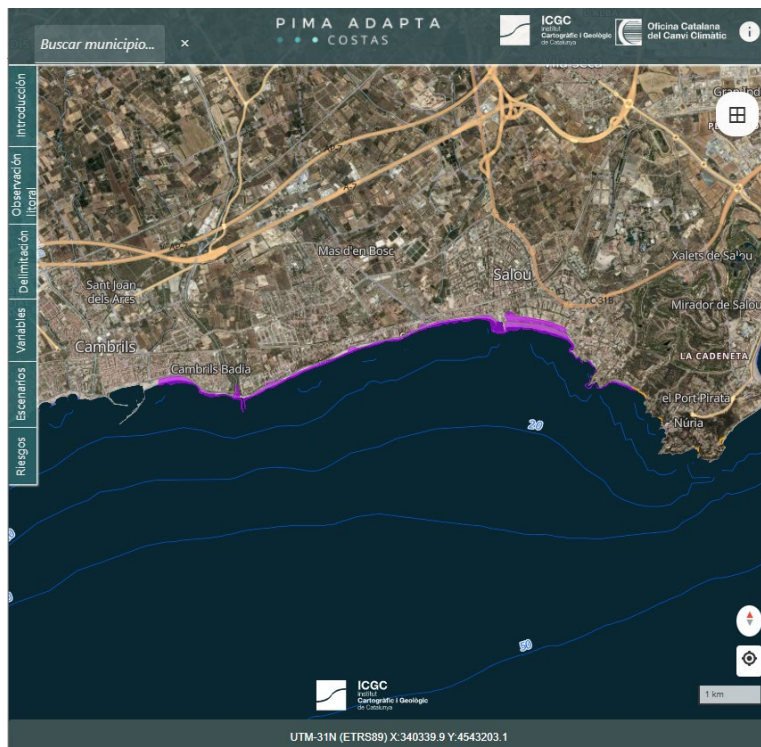 PIMA ADAPTA
COSTAS
Buscar municipio...
×
ICGC
Institut
Cartogràfic i Geològic
de Catalunya
Oficina Catalana
del Canvi Climàtic
i
Introducción
Observación
litoral
Delimitación
Variables
Escenarios
Riesgos
A-7
Mas d'en Bosc
Sant Joan
dels Arcs
Salou
C-31B
Xalets de Salou
Mirador de Salou
Cambrils
Cambrils Badia
LA CADENETA
el Port Pirata
Núria
20
50
ICGC
Institut
Cartogràfic i Geològic
de Catalunya
1 km
UTM-31N (ETRS89) X:340339.9 Y:4543203.1